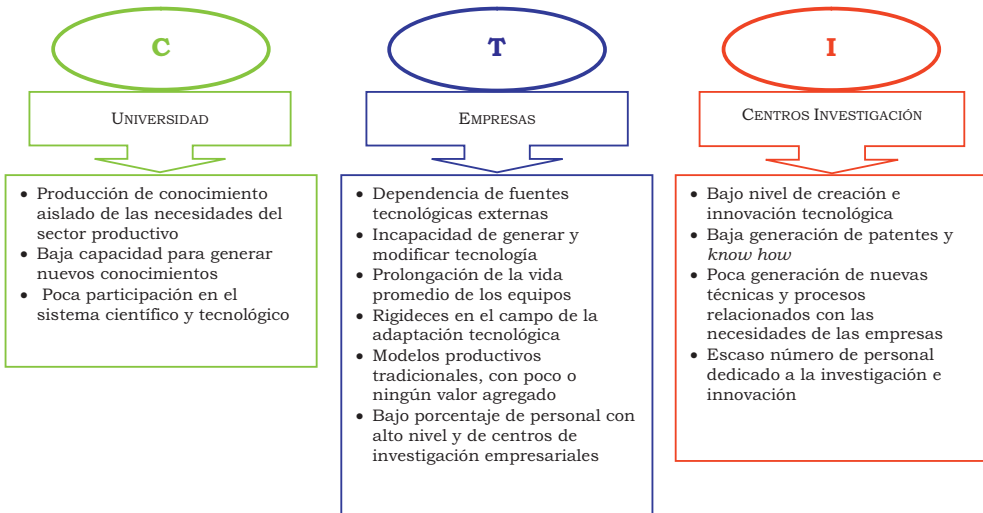 C
UNIVERSIDAD
• Producción de conocimiento
aislado de las necesidades del
sector productivo
• Baja capacidad para generar
nuevos conocimientos
• Poca participación en el
sistema científico y tecnológico
T
EMPRESAS
• Dependencia de fuentes
tecnológicas externas
• Incapacidad de generar y
modificar tecnología
• Prolongación de la vida
promedio de los equipos
• Rigideces en el campo de la
adaptación tecnológica
• Modelos productivos
tradicionales, con poco o
ningún valor agregado
• Bajo porcentaje de personal con
alto nivel y de centros de
investigación empresariales
I
CENTROS INVESTIGACIÓN
• Bajo nivel de creación e
innovación tecnológica
• Baja generación de patentes y
know how
• Poca generación de nuevas
técnicas y procesos
relacionados con las
necesidades de las empresas
• Escaso número de personal
dedicado a la investigación e
innovación